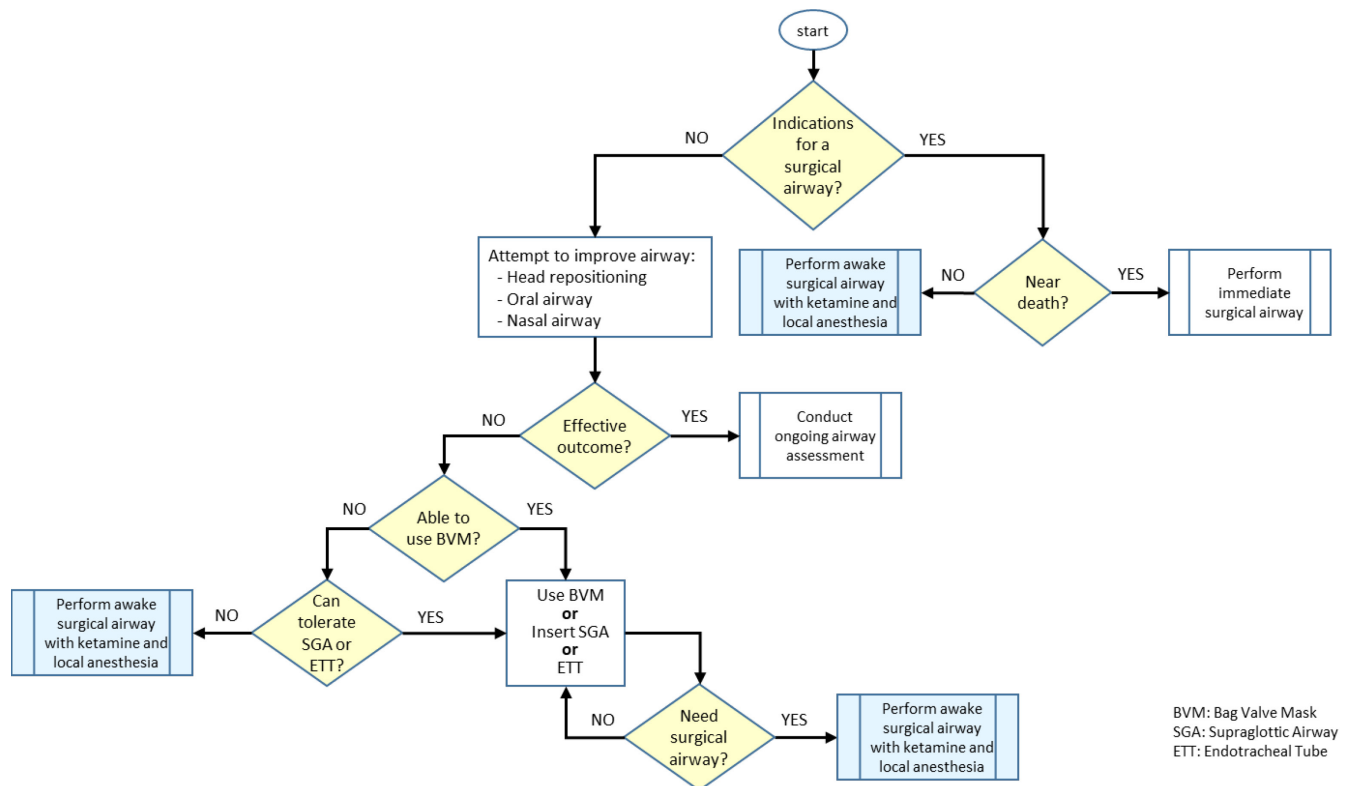 start
Indications
for a
surgical
airway?
NO
YES
Attempt to improve airway:
- Head repositioning
- Oral airway
- Nasal airway
Perform awake
surgical airway
with ketamine and
local anesthesia
NO
Near
death?
YES
Perform
immediate
surgical airway
NO
Effective
outcome?
YES
Conduct
ongoing airway
assessment
NO
Able to
use BVM?
YES
Perform awake
surgical airway
with ketamine and
local anesthesia
NO
Can
tolerate
SGA or
ETT?
YES
Use BVM
or
Insert SGA
or
ETT
NO
Need
surgical
airway?
YES
Perform awake
surgical airway
with ketamine and
local anesthesia
BVM: Bag Valve Mask
SGA: Supraglottic Airway
ETT: Endotracheal Tube